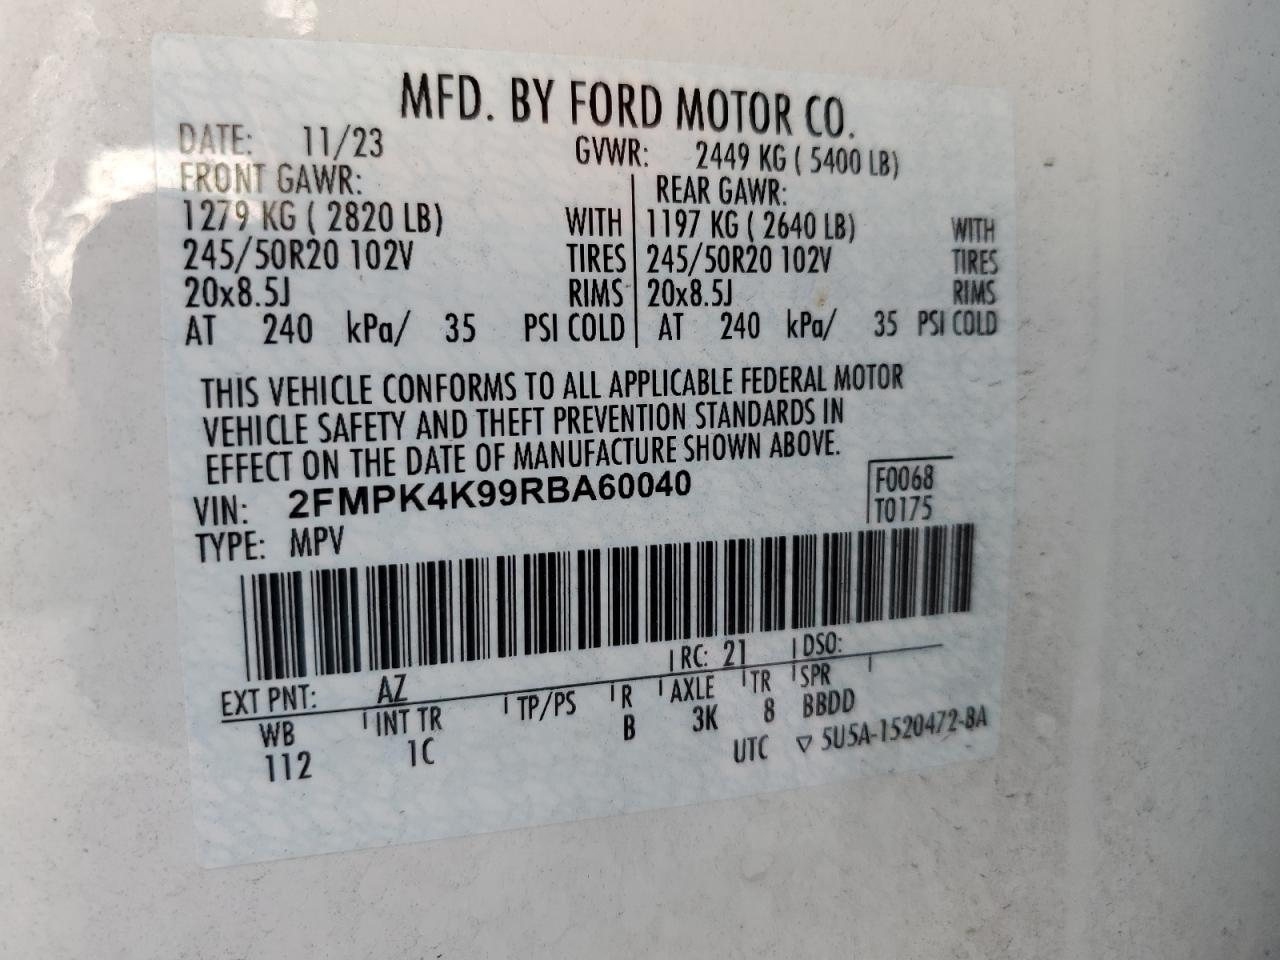 MFD. BY FORD MOTOR CO.
DATE: 11/23 GVWR: 2449 KG ( 5400 LB)
FRONT GAWR: REAR GAWR:
1279 KG ( 2820 LB) WITH 1197 KG ( 2640 LB) WITH
245/50R20 102V TIRES 245/50R20 102V TIRES
20x8.5J RIMS 20x8.5J RIMS
AT 240 kPa/ 35 PSI COLD AT 240 kPa/ 35 PSI COLD
THIS VEHICLE CONFORMS TO ALL APPLICABLE FEDERAL MOTOR
VEHICLE SAFETY AND THEFT PREVENTION STANDARDS IN
EFFECT ON THE DATE OF MANUFACTURE SHOWN ABOVE.
VIN: 2FMPK4K99RBA60040 F0068
TYPE: MPV T0175
EXT PNT: AZ RC: 21 DSO:
WB INT TR TP/PS R AXLE TR SPR
112 1C B 3K 8 BBDD
UTC ▽ 5U5A-1520472-BA